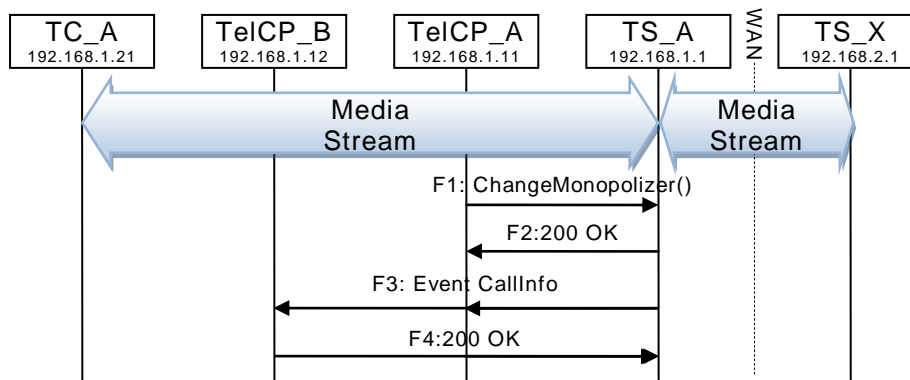 TC_A
192.168.1.21
TelCP_B
192.168.1.12
TelCP_A
192.168.1.11
TS_A
192.168.1.1
WAN
TS_X
192.168.2.1
Media
Stream
Media
Stream
F1: ChangeMonopolizer()
F2:200 OK
F3: Event CallInfo
F4:200 OK